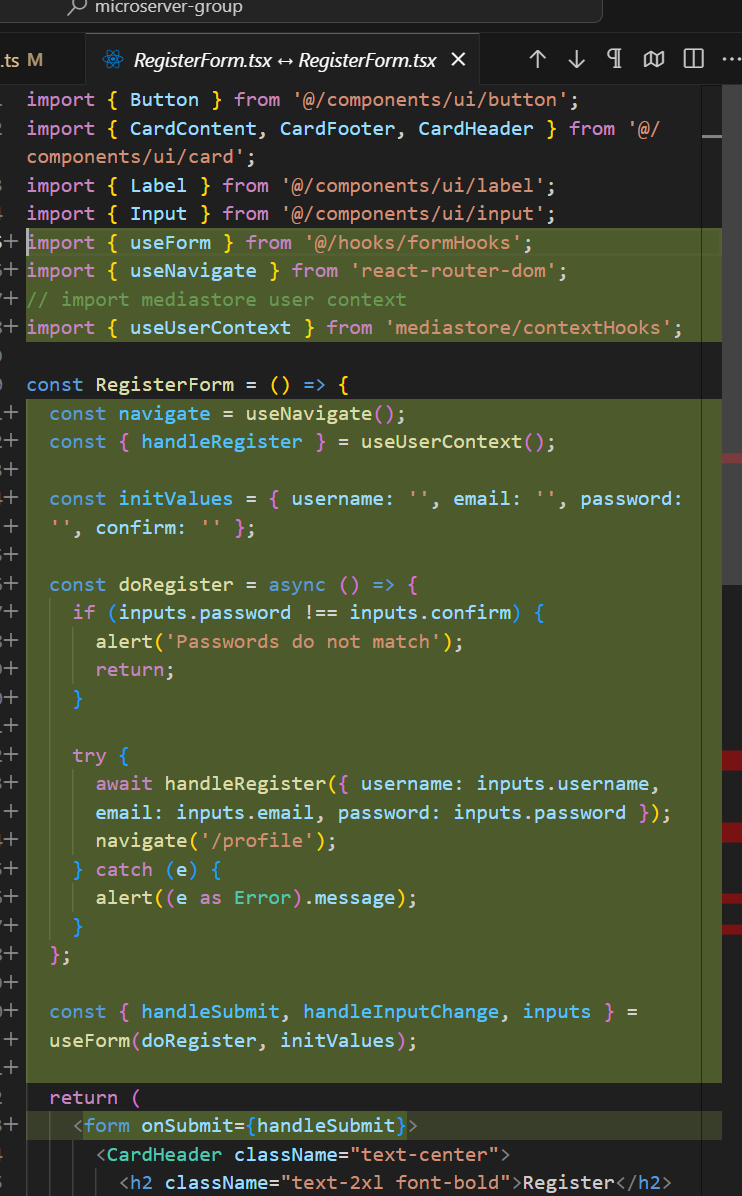 microserver-group
.ts M
RegisterForm.tsx ↔ RegisterForm.tsx
import { Button } from '@/components/ui/button';
import { CardContent, CardFooter, CardHeader } from '@/
components/ui/card';
import { Label } from '@/components/ui/label';
import { Input } from '@/components/ui/input';
import { useForm } from '@/hooks/formHooks';
import { useNavigate } from 'react-router-dom';
// import mediastore user context
import { useUserContext } from 'mediastore/contextHooks';
const RegisterForm = () => {
const navigate = useNavigate();
const { handleRegister } = useUserContext();
const initValues = { username: '', email: '', password:
'', confirm: '' };
const doRegister = async () => {
if (inputs.password !== inputs.confirm) {
alert('Passwords do not match');
return;
}
try {
await handleRegister({ username: inputs.username,
email: inputs.email, password: inputs.password });
navigate('/profile');
} catch (e) {
alert((e as Error).message);
}
};
const { handleSubmit, handleInputChange, inputs } =
useForm(doRegister, initValues);
return (
<form onSubmit={handleSubmit}>
<CardHeader className="text-center">
<h2 className="text-2xl font-bold">Register</h2>